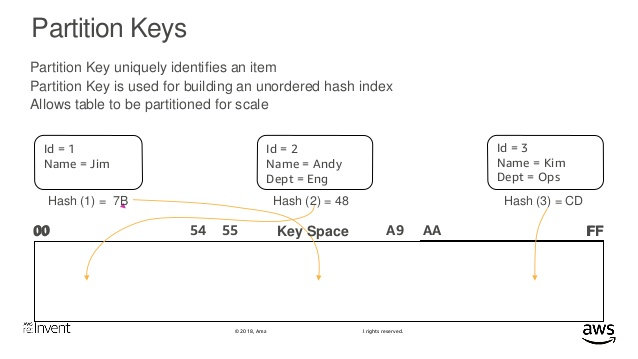 Partition Keys
Partition Key uniquely identifies an item
Partition Key is used for building an unordered hash index
Allows table to be partitioned for scale
Id = 1
Name = Jim
Id = 2
Name = Andy
Dept = Eng
Id = 3
Name = Kim
Dept = Ops
Hash (1) = 7B
Hash (2) = 48
Hash (3) = CD
00 54 55 Key Space A9 AA FF
AWS
re:Invent
© 2018, Ama l rights reserved.
aws